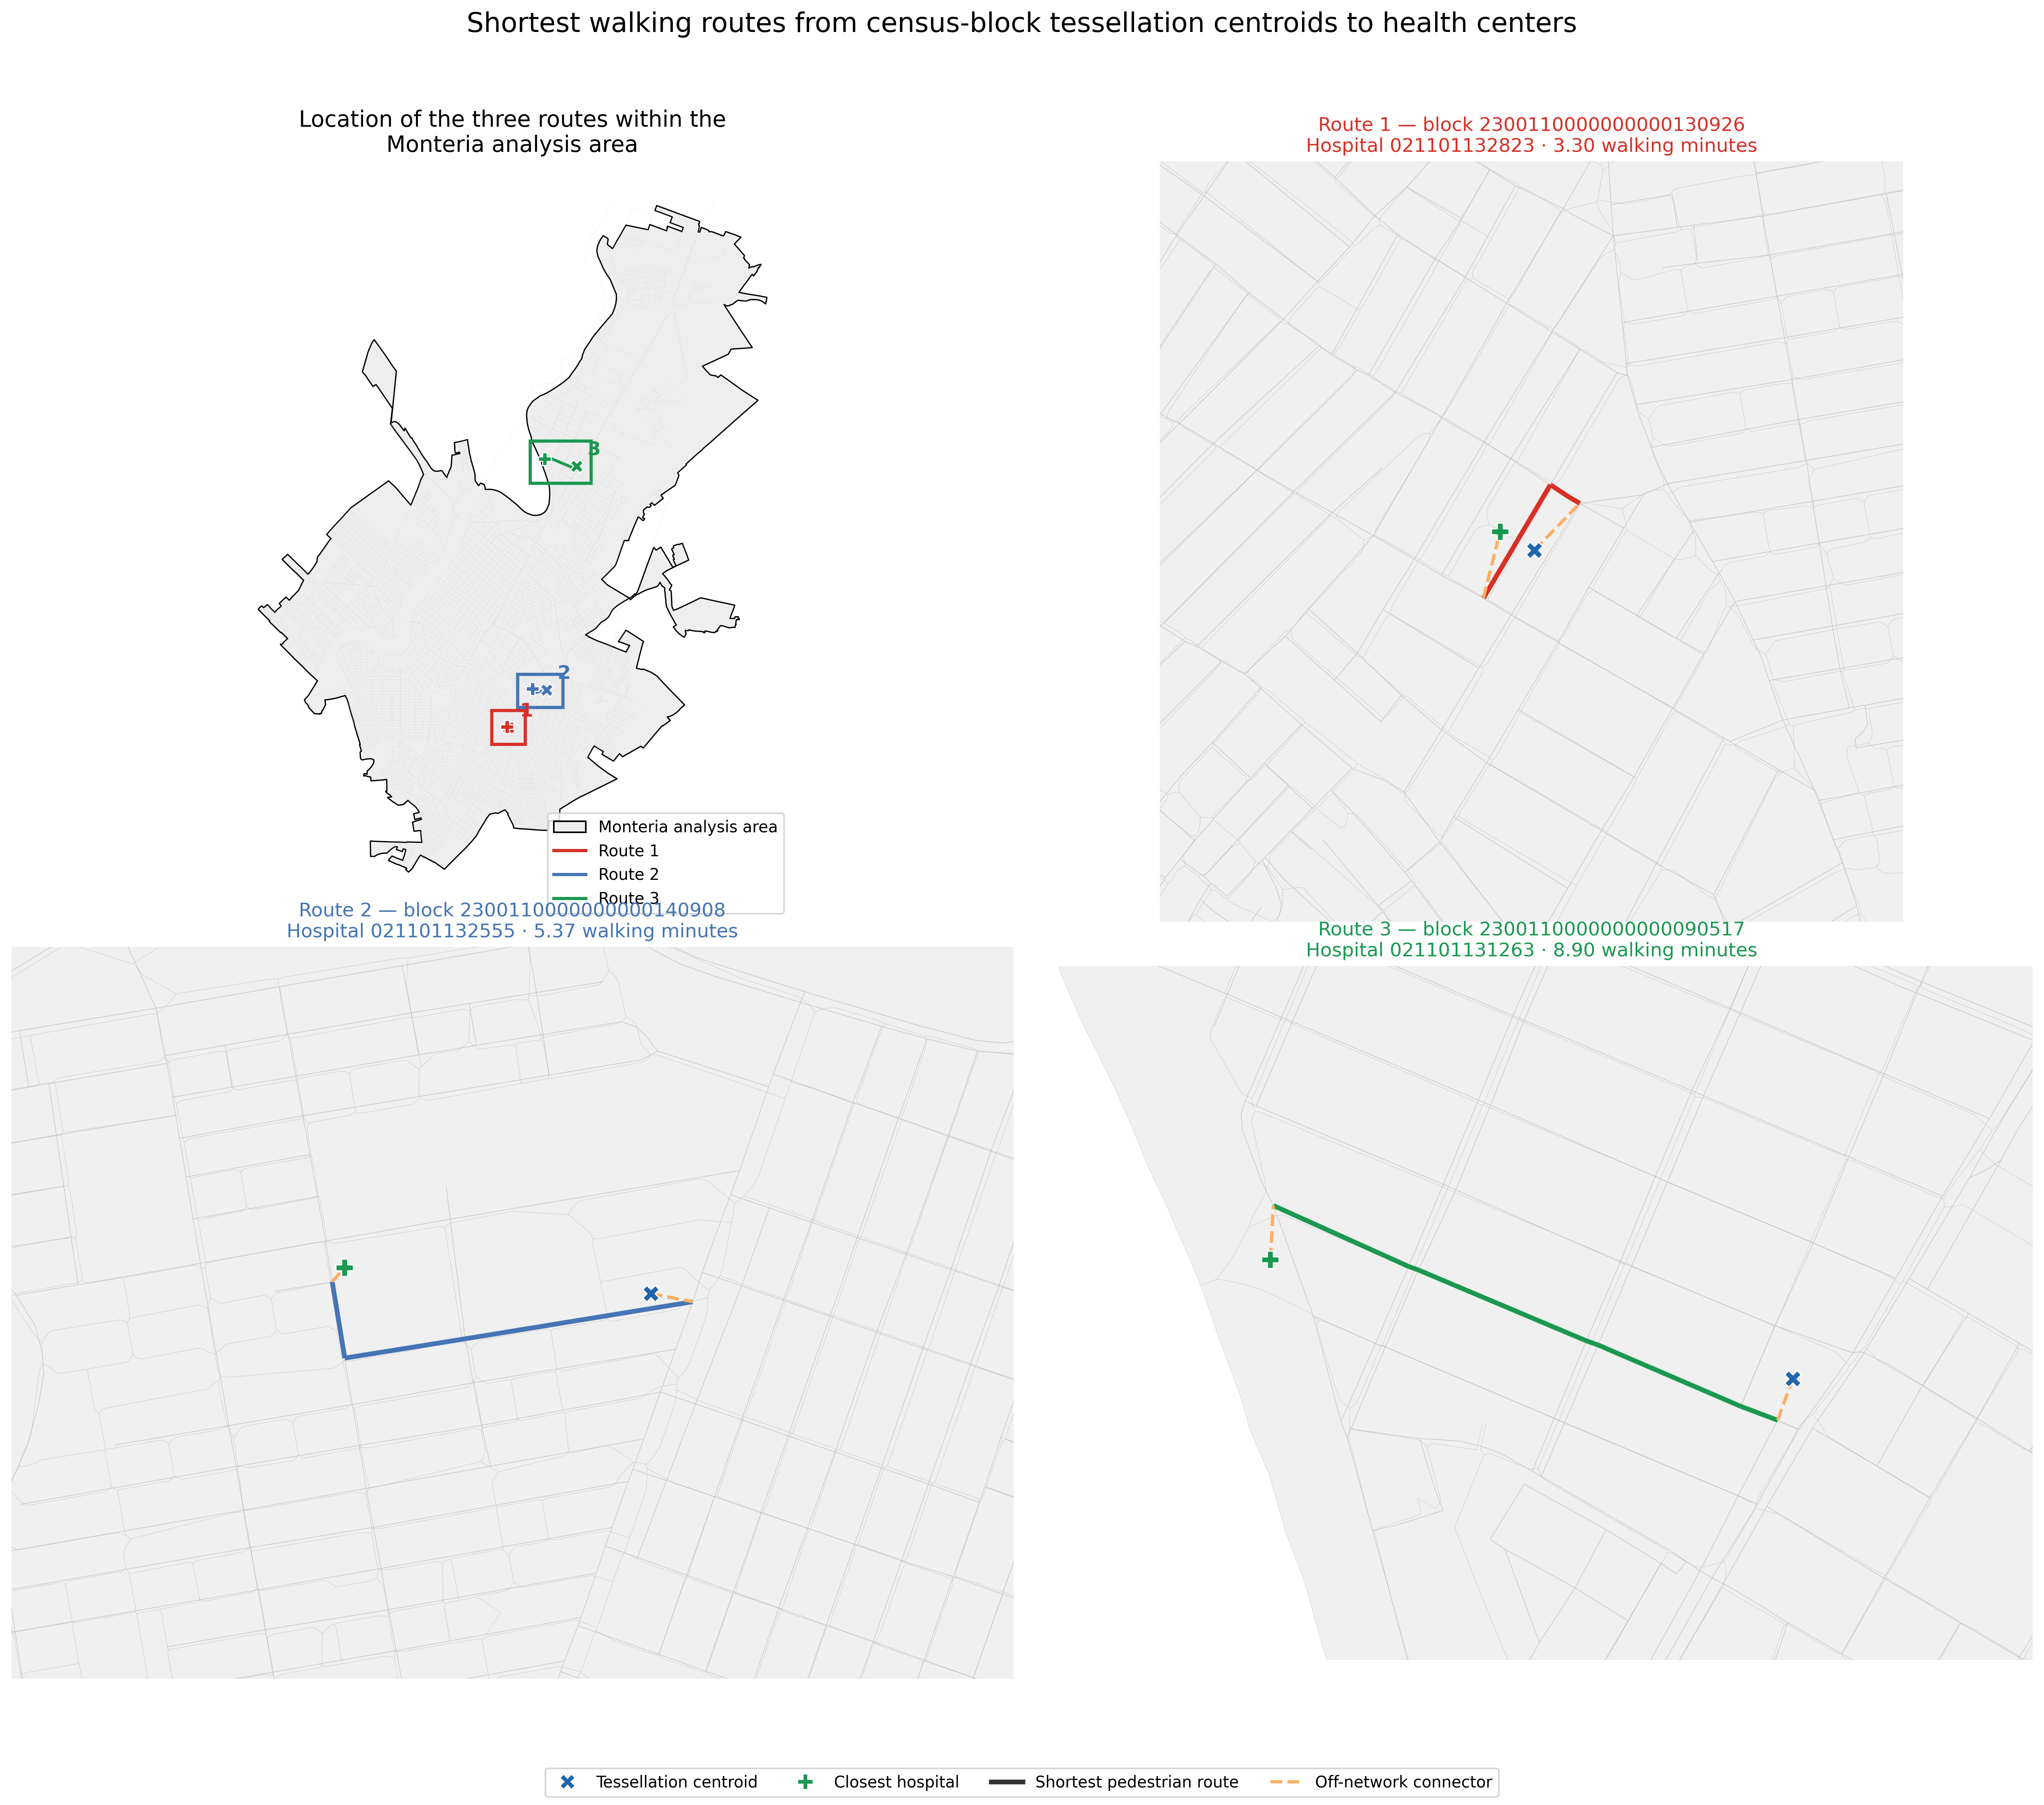 Shortest walking routes from census-block tessellation centroids to health centers
Location of the three routes within the
Monteria analysis area
3
2
1
Monteria analysis area
Route 1
Route 2
Route 3
Route 1 — block 2300110000000000130926
Hospital 021101132823 · 3.30 walking minutes
Route 2 — block 2300110000000000140908
Hospital 021101132555 · 5.37 walking minutes
Route 3 — block 2300110000000000090517
Hospital 021101131263 · 8.90 walking minutes
Tessellation centroid
Closest hospital
Shortest pedestrian route
Off-network connector